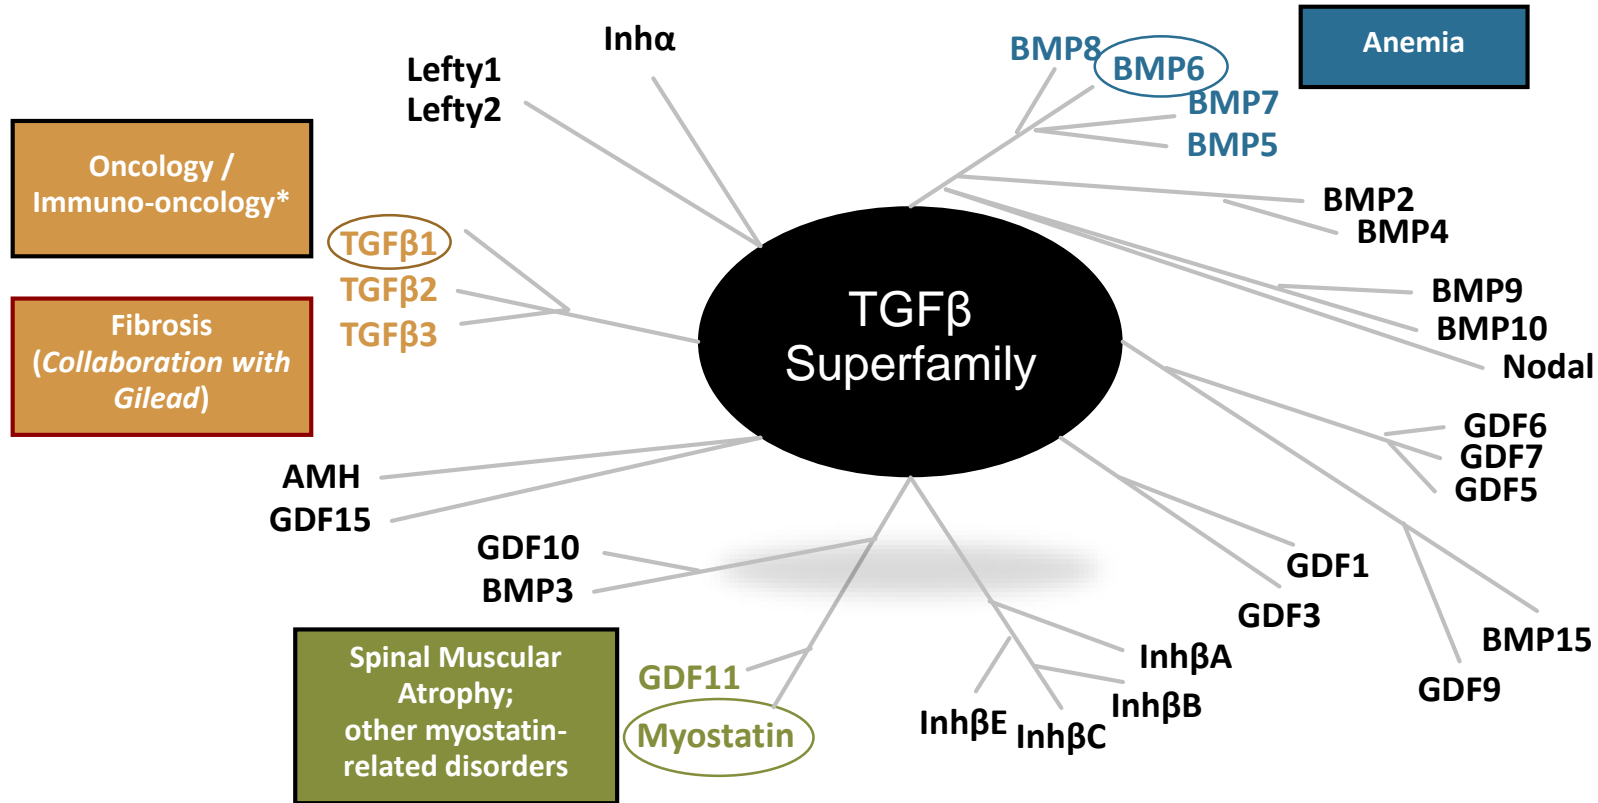 Inhα
Lefty1
Lefty2
BMP8
BMP6
BMP7
BMP5
Anemia
Oncology /
Immuno-oncology*
TGFβ1
TGFβ2
TGFβ3
Fibrosis
(Collaboration with
Gilead)
TGFβ
Superfamily
BMP2
BMP4
BMP9
BMP10
Nodal
GDF6
GDF7
GDF5
AMH
GDF15
GDF10
BMP3
GDF1
GDF3
BMP15
GDF9
Spinal Muscular
Atrophy;
other myostatin-
related disorders
GDF11
Myostatin
InhβA
InhβB
InhβE
InhβC